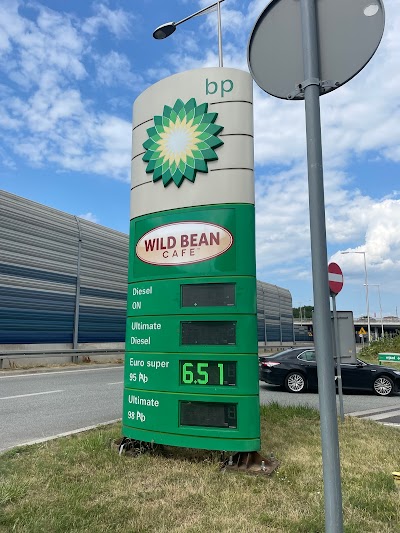 bp
WILD BEAN
CAFE
Diesel
ON
Ultimate
Diesel
Euro super
95 Pb
6.51
Ultimate
98 Pb